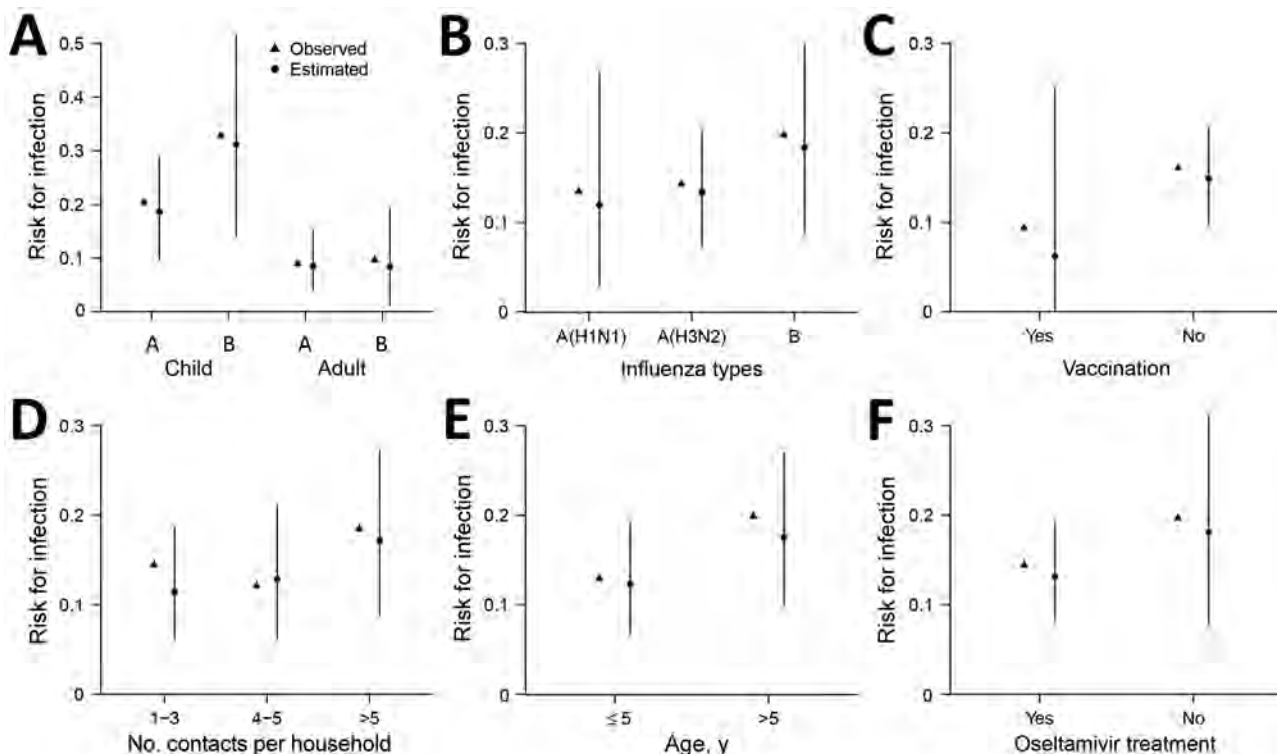 A
Risk for infection
0.5
0.4
0.3
0.2
0.1
0
Observed
Estimated
A B A B
Child Adult
B
Risk for infection
0.3
0.2
0.1
0
A(H1N1) A(H3N2) B
Influenza types
C
Risk for infection
0.3
0.2
0.1
0
Yes No
Vaccination
D
Risk for infection
0.3
0.2
0.1
0
1–3 4–5 >5
No. contacts per household
E
Risk for infection
0.3
0.2
0.1
0
≤ 5 >5
Age, y
F
Risk for infection
0.3
0.2
0.1
0
Yes No
Oseltamivir treatment